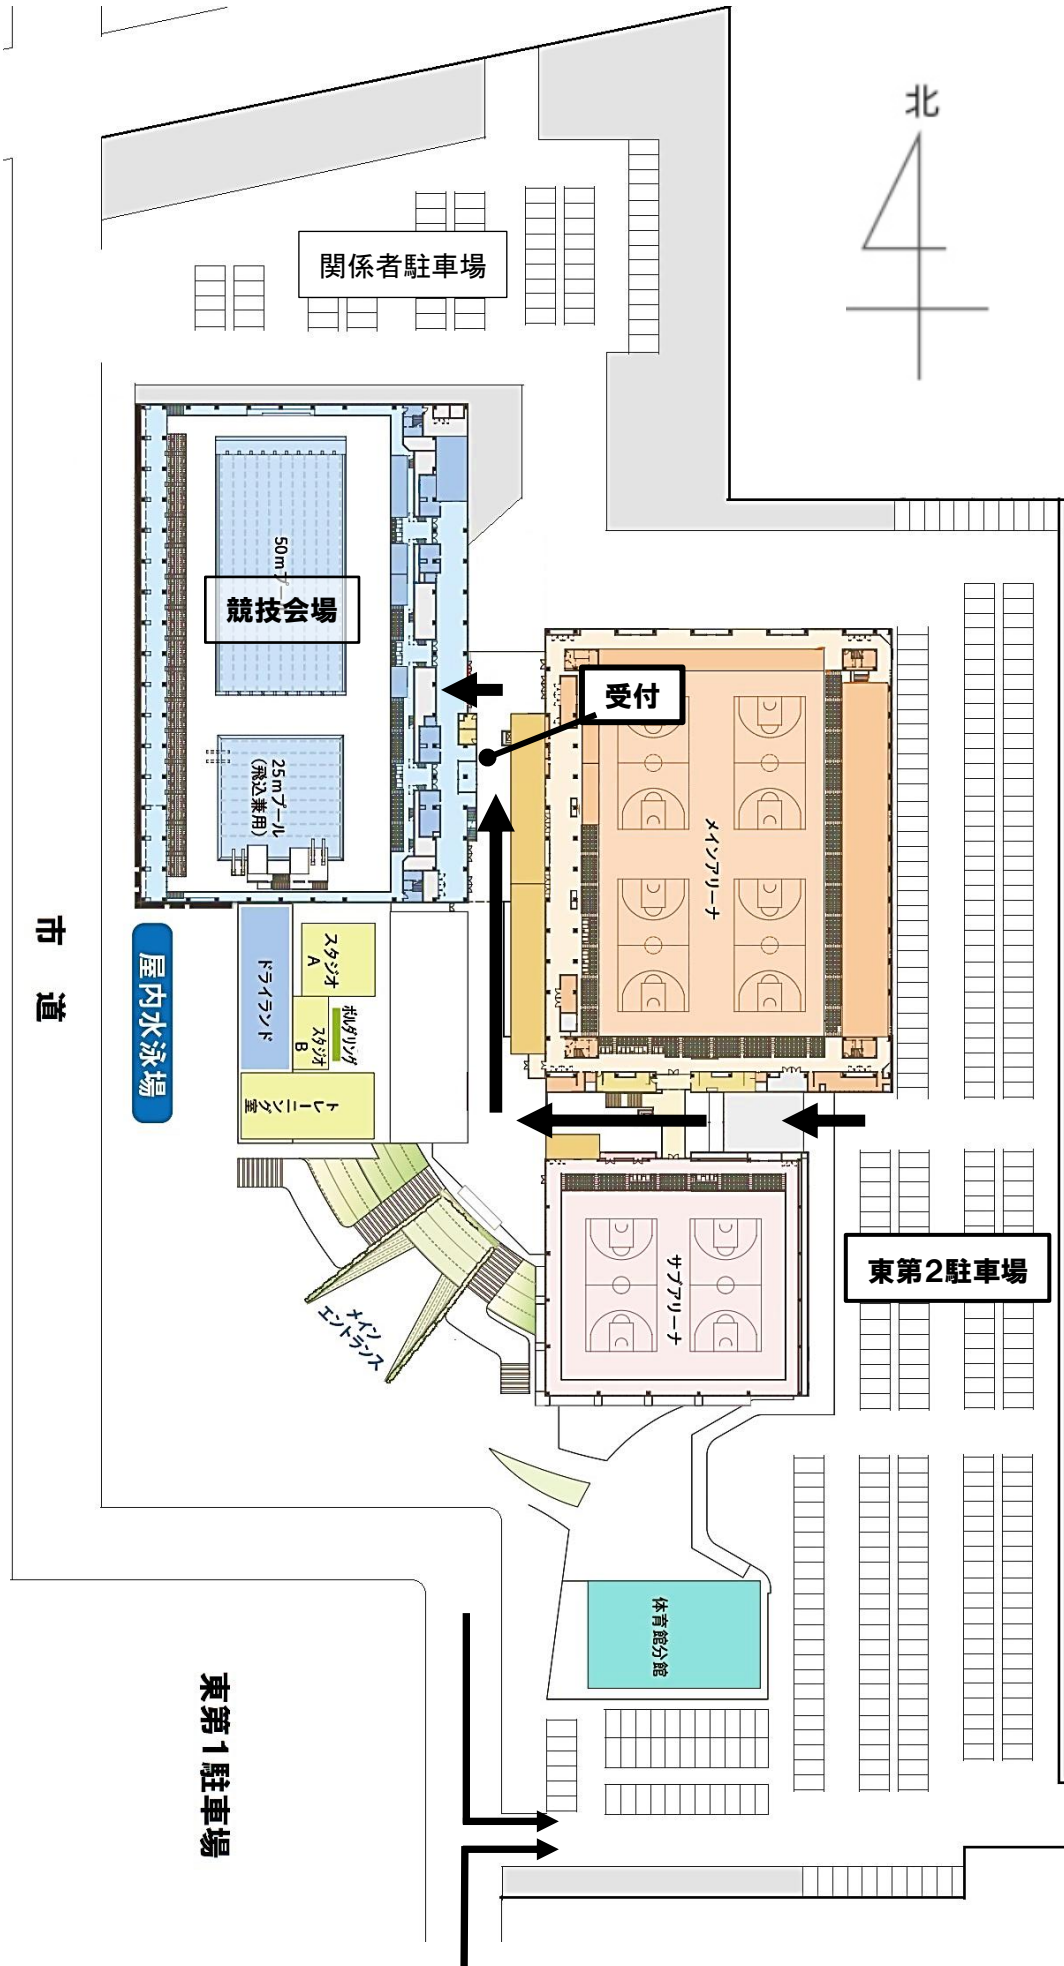 北
関係者駐車場
50mプー
競技会場
受付
25mプール
(飛込兼用)
メインアリーナ
市道
屋内水泳場
ドライランド
スタジオ
A
ボルダリング
スタジオ
B
トレーニング室
メイン
エントランス
サブアリーナ
東第2駐車場
体育館分館
東第1駐車場